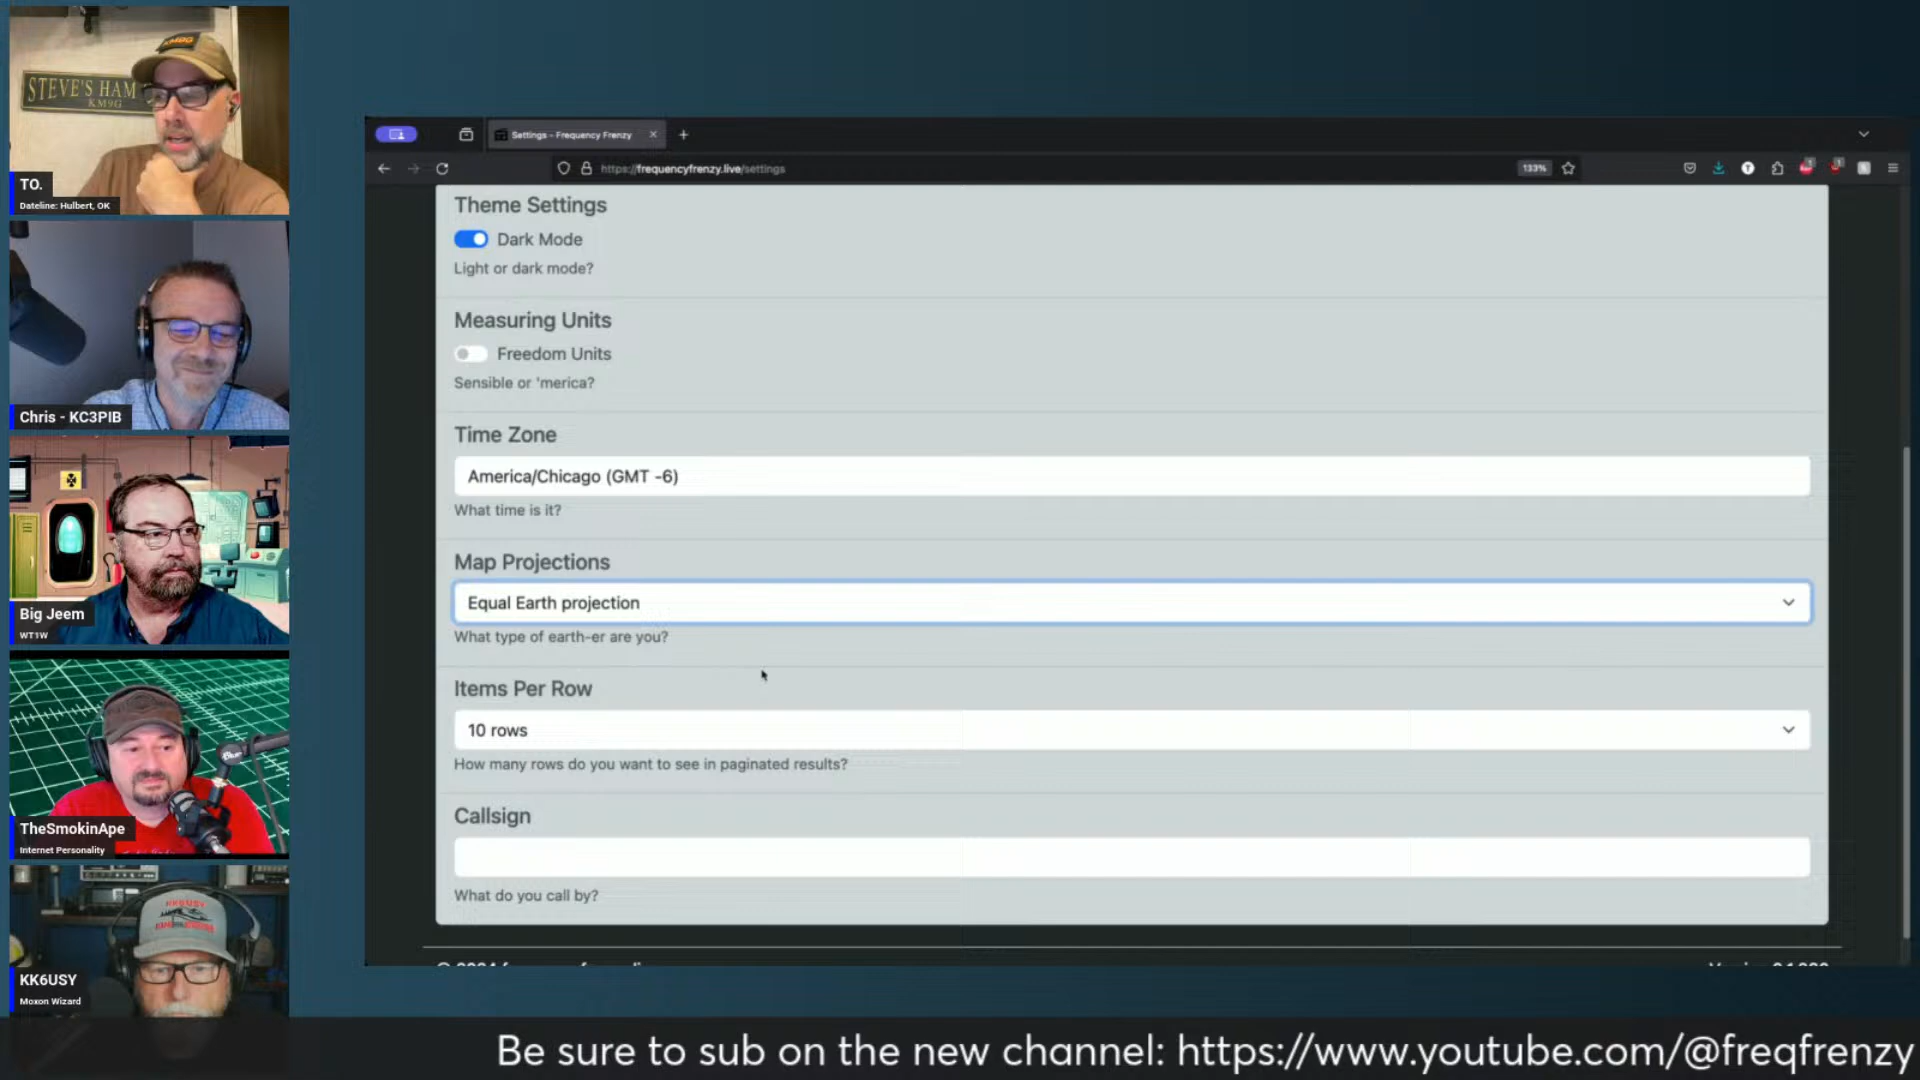 KM9G
STEVE'S HAM
KM9G
TO.
Dateline: Hulbert, OK
Chris - KC3PIB
Big Jeem
WT1W
Blue
TheSmokinApe
Internet Personality
KK6USY
KK6USY
Moxon Wizard
Settings - Frequency Frenzy
https://frequencyfrenzy.live/settings
133%
Theme Settings
Dark Mode
Light or dark mode?
Measuring Units
Freedom Units
Sensible or 'merica?
Time Zone
America/Chicago (GMT -6)
What time is it?
Map Projections
Equal Earth projection
What type of earth-er are you?
Items Per Row
10 rows
How many rows do you want to see in paginated results?
Callsign
What do you call by?
Be sure to sub on the new channel: https://www.youtube.com/@freqfrenzy